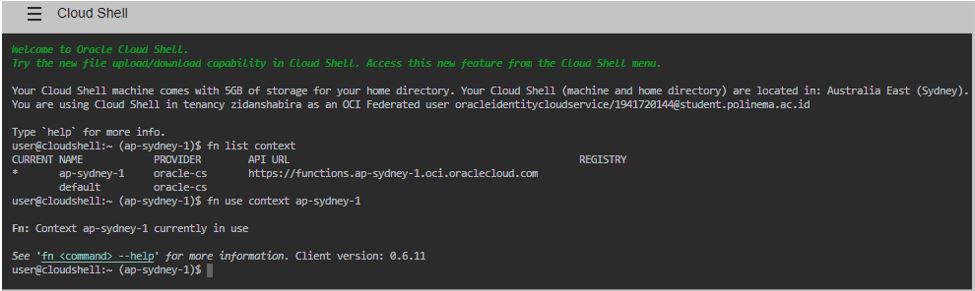 Cloud Shell
Welcome to Oracle Cloud Shell.
Try the new file upload/download capability in Cloud Shell. Access this new feature from the Cloud Shell menu.
Your Cloud Shell machine comes with 5GB of storage for your home directory. Your Cloud Shell (machine and home directory) are located in: Australia East (Sydney).
You are using Cloud Shell in tenancy zidanshabira as an OCI Federated user oracleidentitycloudservice/1941720144@student.polinema.ac.id
Type `help` for more info.
user@cloudshell:~ (ap-sydney-1)$ fn list context
CURRENT NAME PROVIDER API URL REGISTRY
* ap-sydney-1 oracle-cs https://functions.ap-sydney-1.oci.oraclecloud.com
default oracle-cs
user@cloudshell:~ (ap-sydney-1)$ fn use context ap-sydney-1
Fn: Context ap-sydney-1 currently in use
See 'fn <command> --help' for more information. Client version: 0.6.11
user@cloudshell:~ (ap-sydney-1)$